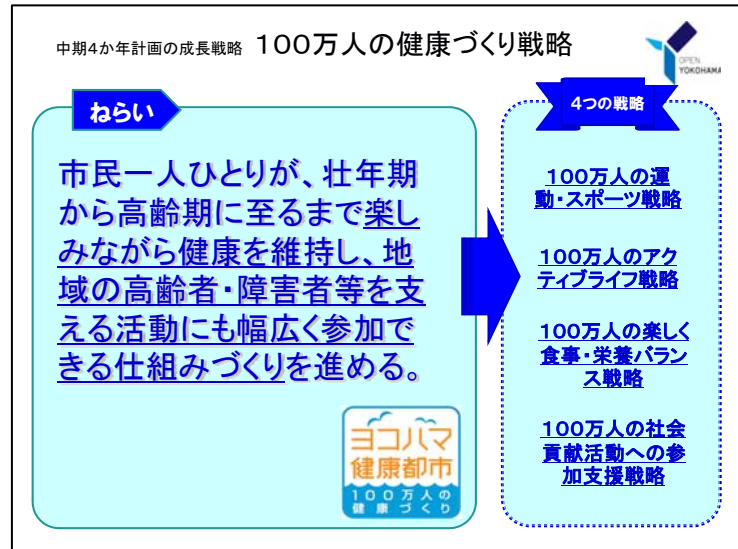 中期4か年計画の成長戦略 100万人の健康づくり戦略
OPEN
YOKOHAMA
ねらい
市民一人ひとりが、壮年期
から高齢期に至るまで楽し
みながら健康を維持し、地
域の高齢者・障害者等を支
える活動にも幅広く参加で
きる仕組みづくりを進める。
ヨコハマ
健康都市
100万人の
健康づくり
4つの戦略
100万人の運
動・スポーツ戦略
100万人のアク
ティブライフ戦略
100万人の楽しく
食事・栄養バラン
ス戦略
100万人の社会
貢献活動への参
加支援戦略